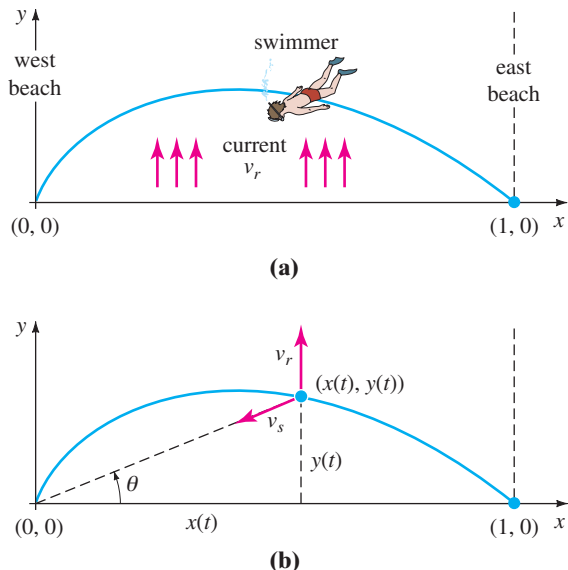 y
west
beach
swimmer
east
beach
current
v_r
(0, 0)
(1, 0)
x
(a)
y
v_r
(x(t), y(t))
v_s
y(t)
θ
(0, 0)
x(t)
(1, 0)
x
(b)